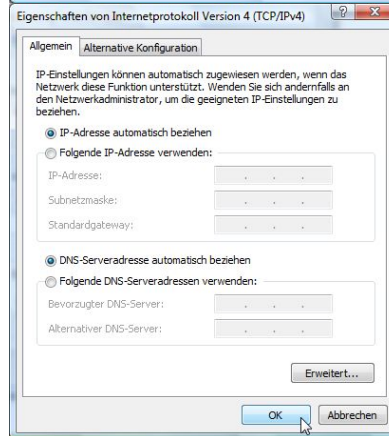 Eigenschaften von Internetprotokoll Version 4 (TCP/IPv4)
Allgemein Alternative Konfiguration
IP-Einstellungen können automatisch zugewiesen werden, wenn das
Netzwerk diese Funktion unterstützt. Wenden Sie sich andernfalls an
den Netzwerkadministrator, um die geeigneten IP-Einstellungen zu
beziehen.
IP-Adresse automatisch beziehen
Folgende IP-Adresse verwenden:
IP-Adresse:
Subnetzmaske:
Standardgateway:
DNS-Serveradresse automatisch beziehen
Folgende DNS-Serveradressen verwenden:
Bevorzugter DNS-Server:
Alternativer DNS-Server:
Erweitert...
OK Abbrechen